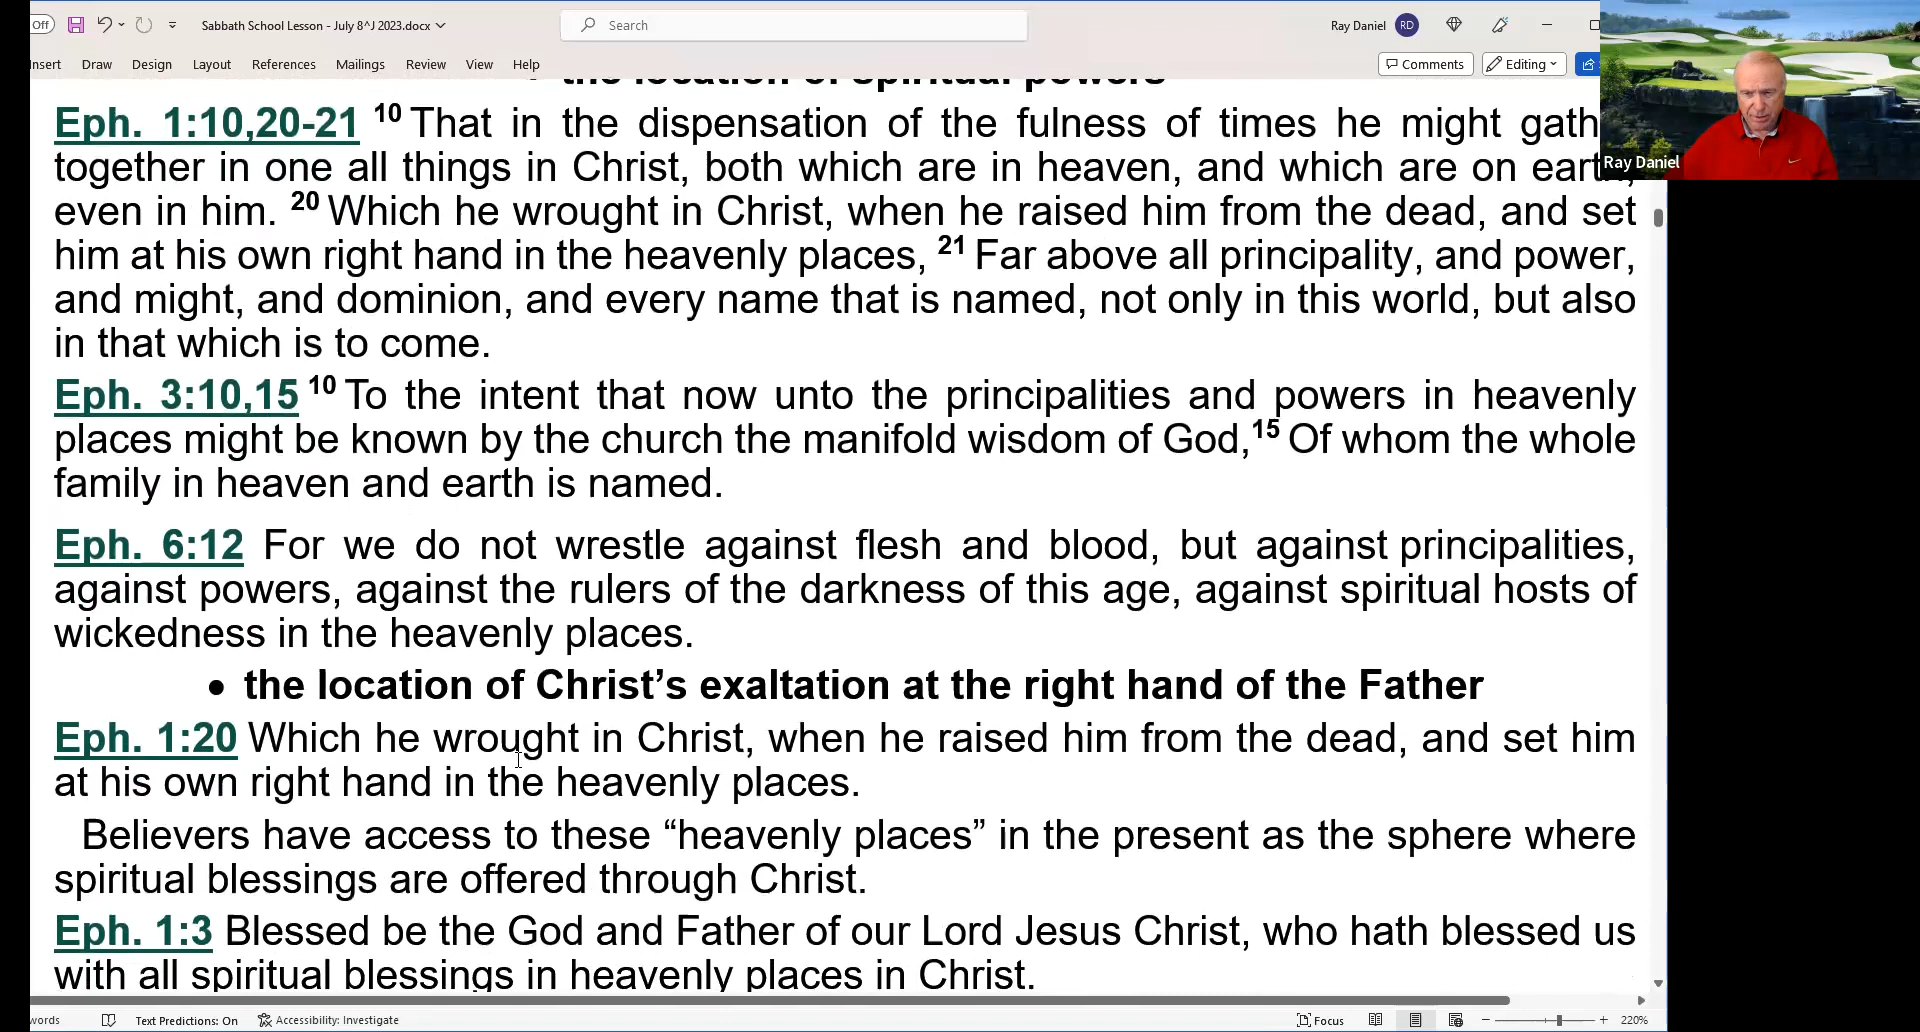 Off
Sabbath School Lesson - July 8^J 2023.docx
Search
Ray Daniel
RD
nsert Draw Design Layout References Mailings Review View Help
Comments
Editing
the location of spiritual powers
Eph. 1:10,20-21 10 That in the dispensation of the fulness of times he might gath
together in one all things in Christ, both which are in heaven, and which are on earth,
even in him. 20 Which he wrought in Christ, when he raised him from the dead, and set
him at his own right hand in the heavenly places, 21 Far above all principality, and power,
and might, and dominion, and every name that is named, not only in this world, but also
in that which is to come.
Eph. 3:10,15 10 To the intent that now unto the principalities and powers in heavenly
places might be known by the church the manifold wisdom of God,15 Of whom the whole
family in heaven and earth is named.
Eph. 6:12 For we do not wrestle against flesh and blood, but against principalities,
against powers, against the rulers of the darkness of this age, against spiritual hosts of
wickedness in the heavenly places.
• the location of Christ’s exaltation at the right hand of the Father
Eph. 1:20 Which he wrought in Christ, when he raised him from the dead, and set him
at his own right hand in the heavenly places.
Believers have access to these “heavenly places” in the present as the sphere where
spiritual blessings are offered through Christ.
Eph. 1:3 Blessed be the God and Father of our Lord Jesus Christ, who hath blessed us
with all spiritual blessings in heavenly places in Christ.
Ray Daniel
words
Text Predictions: On
Accessibility: Investigate
Focus
220%